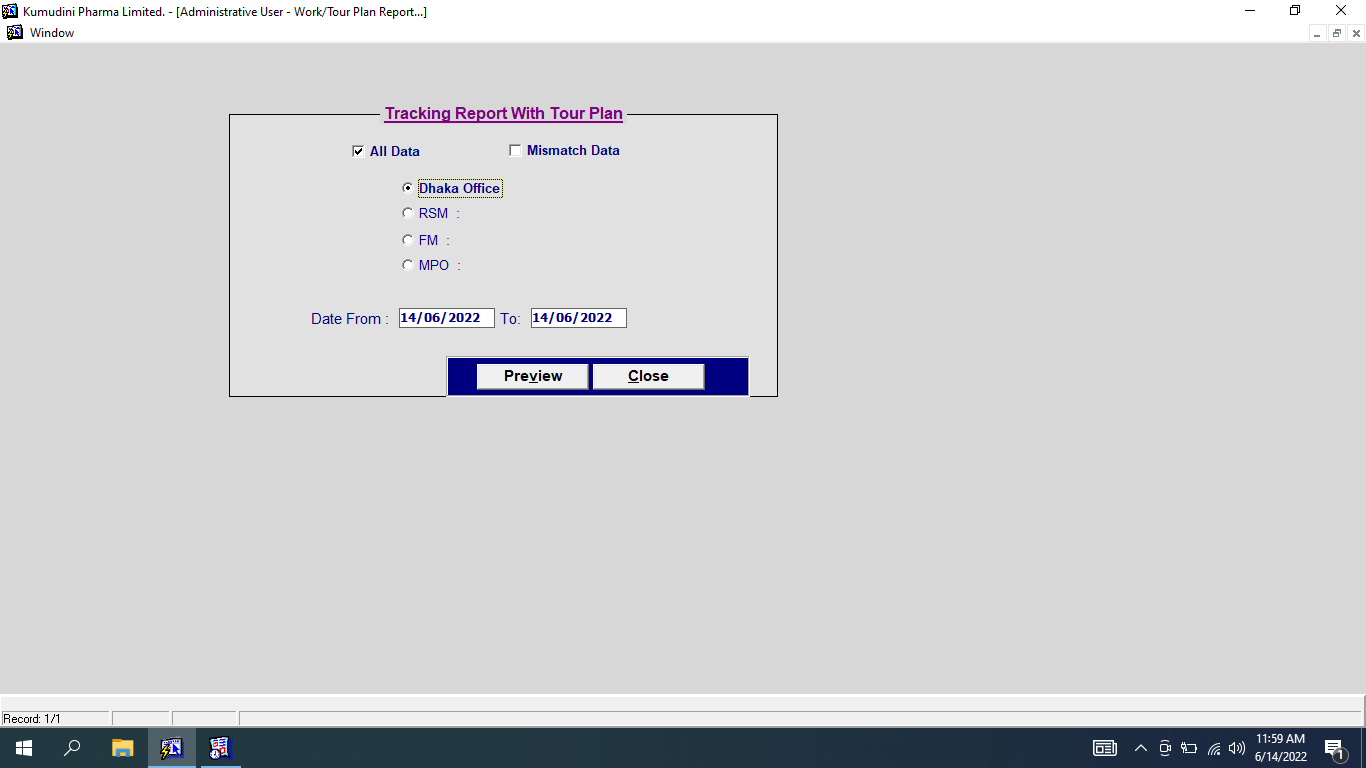 Kumudini Pharma Limited. - [Administrative User - Work/Tour Plan Report...]
Window
Tracking Report With Tour Plan
All Data Mismatch Data
Dhaka Office
RSM :
FM :
MPO :
Date From : 14/06/2022 To: 14/06/2022
Preview Close
Record: 1/1
11:59 AM
6/14/2022
1